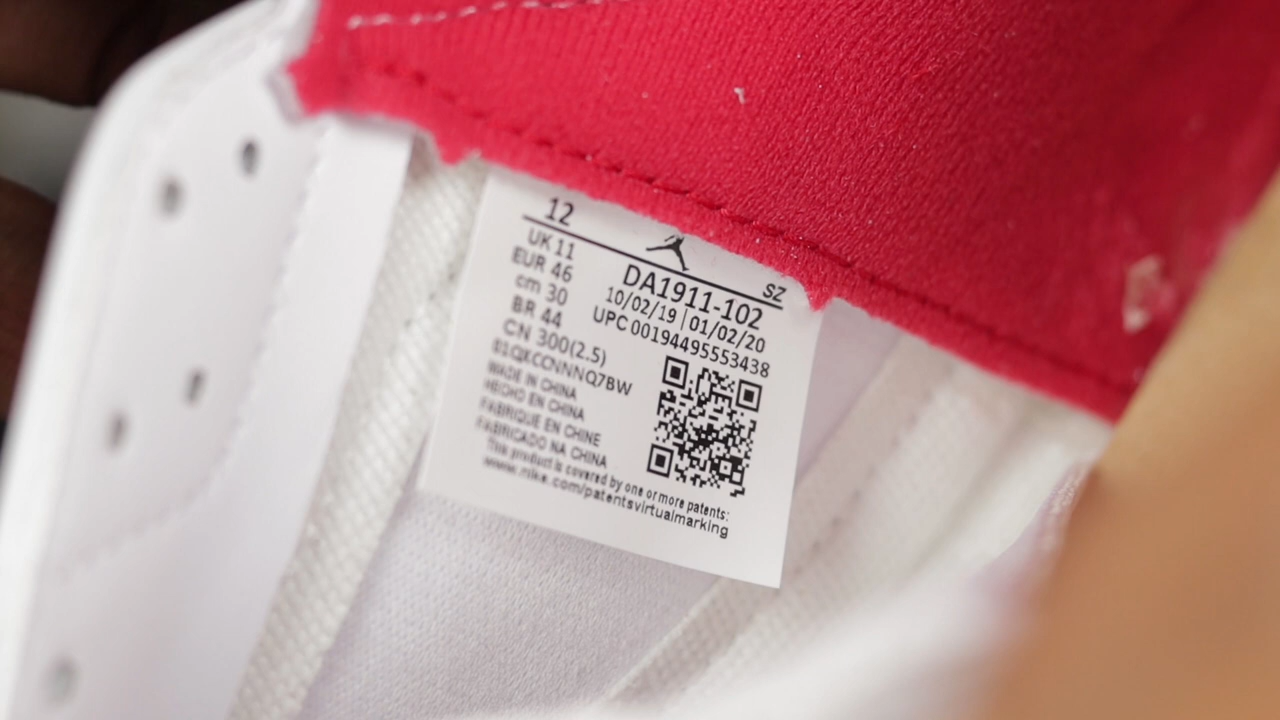 12
SZ
UK 11
EUR 46
cm 30
BR 44
CN 300(2.5)
DA1911-102
10/02/19 | 01/02/20
UPC 00194495553438
MADE IN CHINA
HECHO EN CHINA
FABRIQUE EN CHINE
FABRICADO NA CHINA
This product is covered by one or more patents:
www.nike.com/patentsvirtualmarking